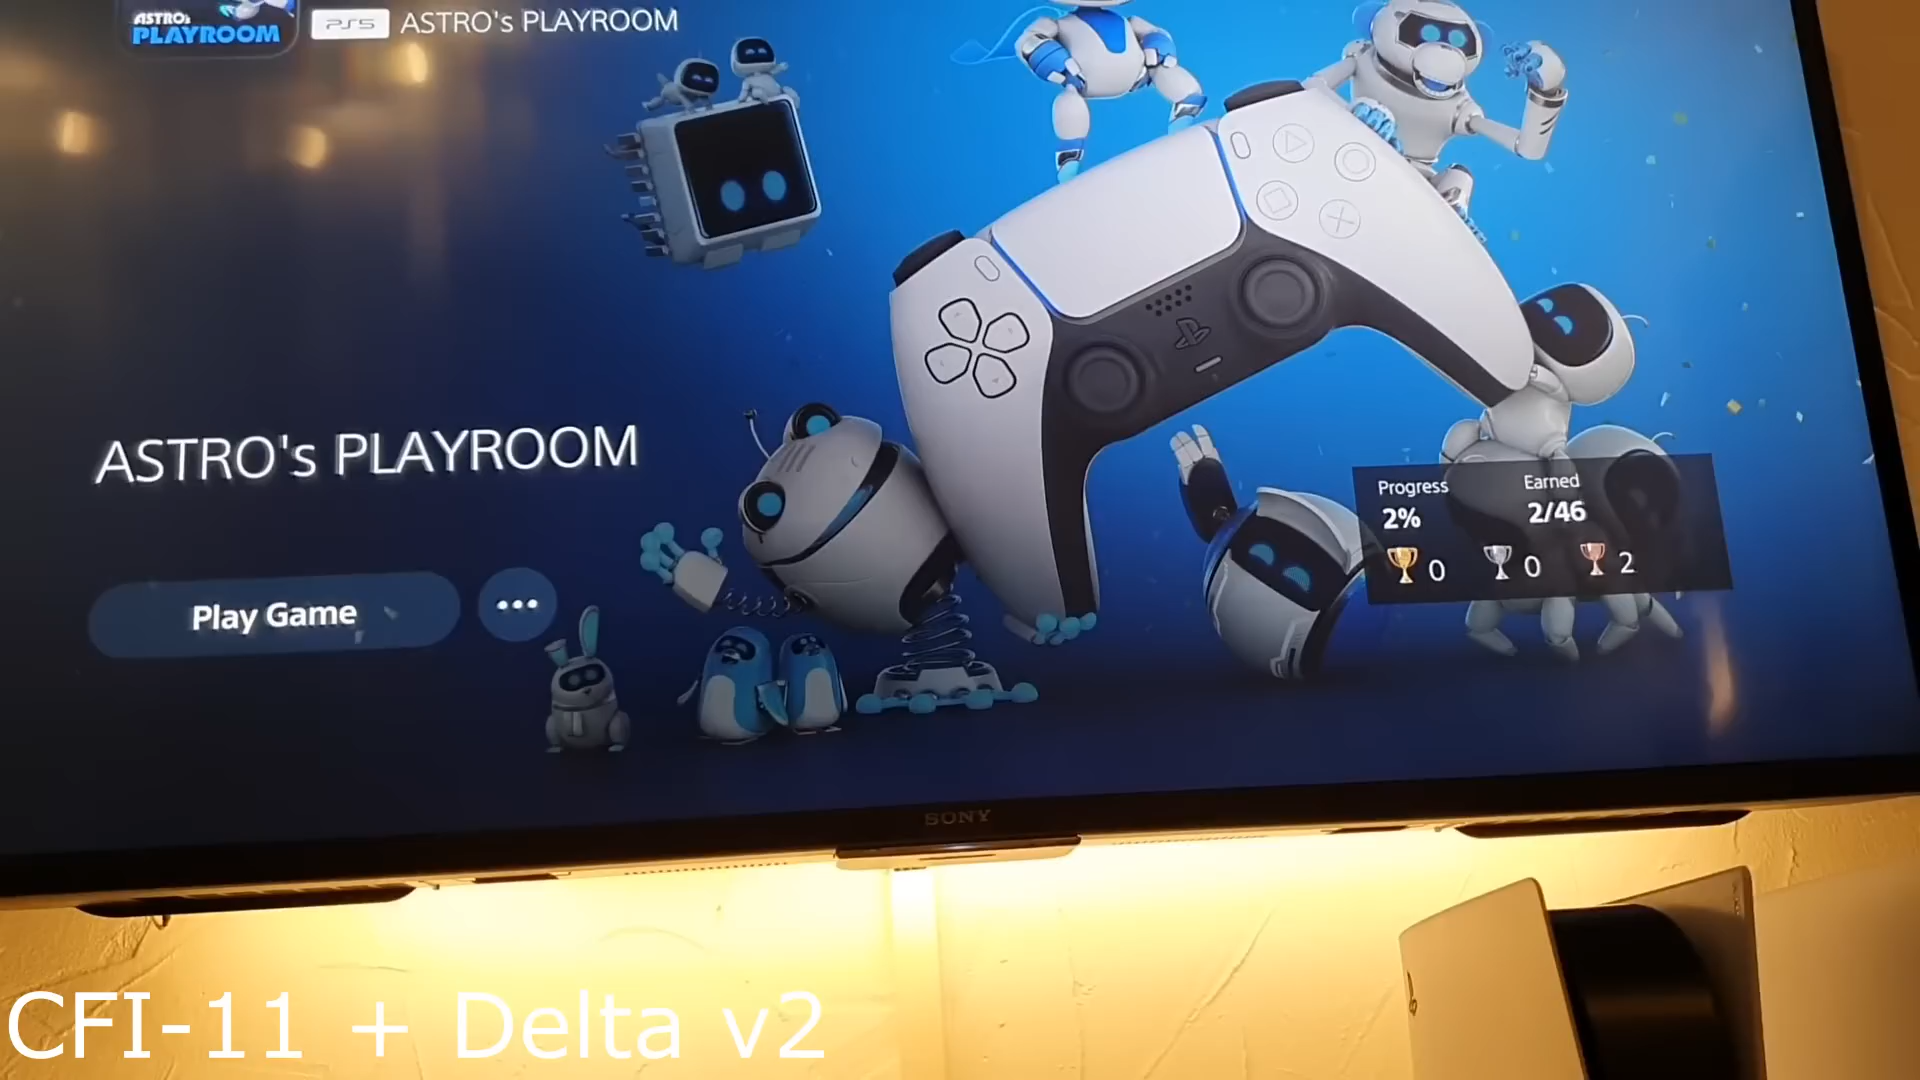 ASTRO's
PLAYROOM
PS5
ASTRO's PLAYROOM
ASTRO's PLAYROOM
Play Game
Progress
Earned
2%
2/46
0
0
2
SONY
CFI-11 + Delta v2